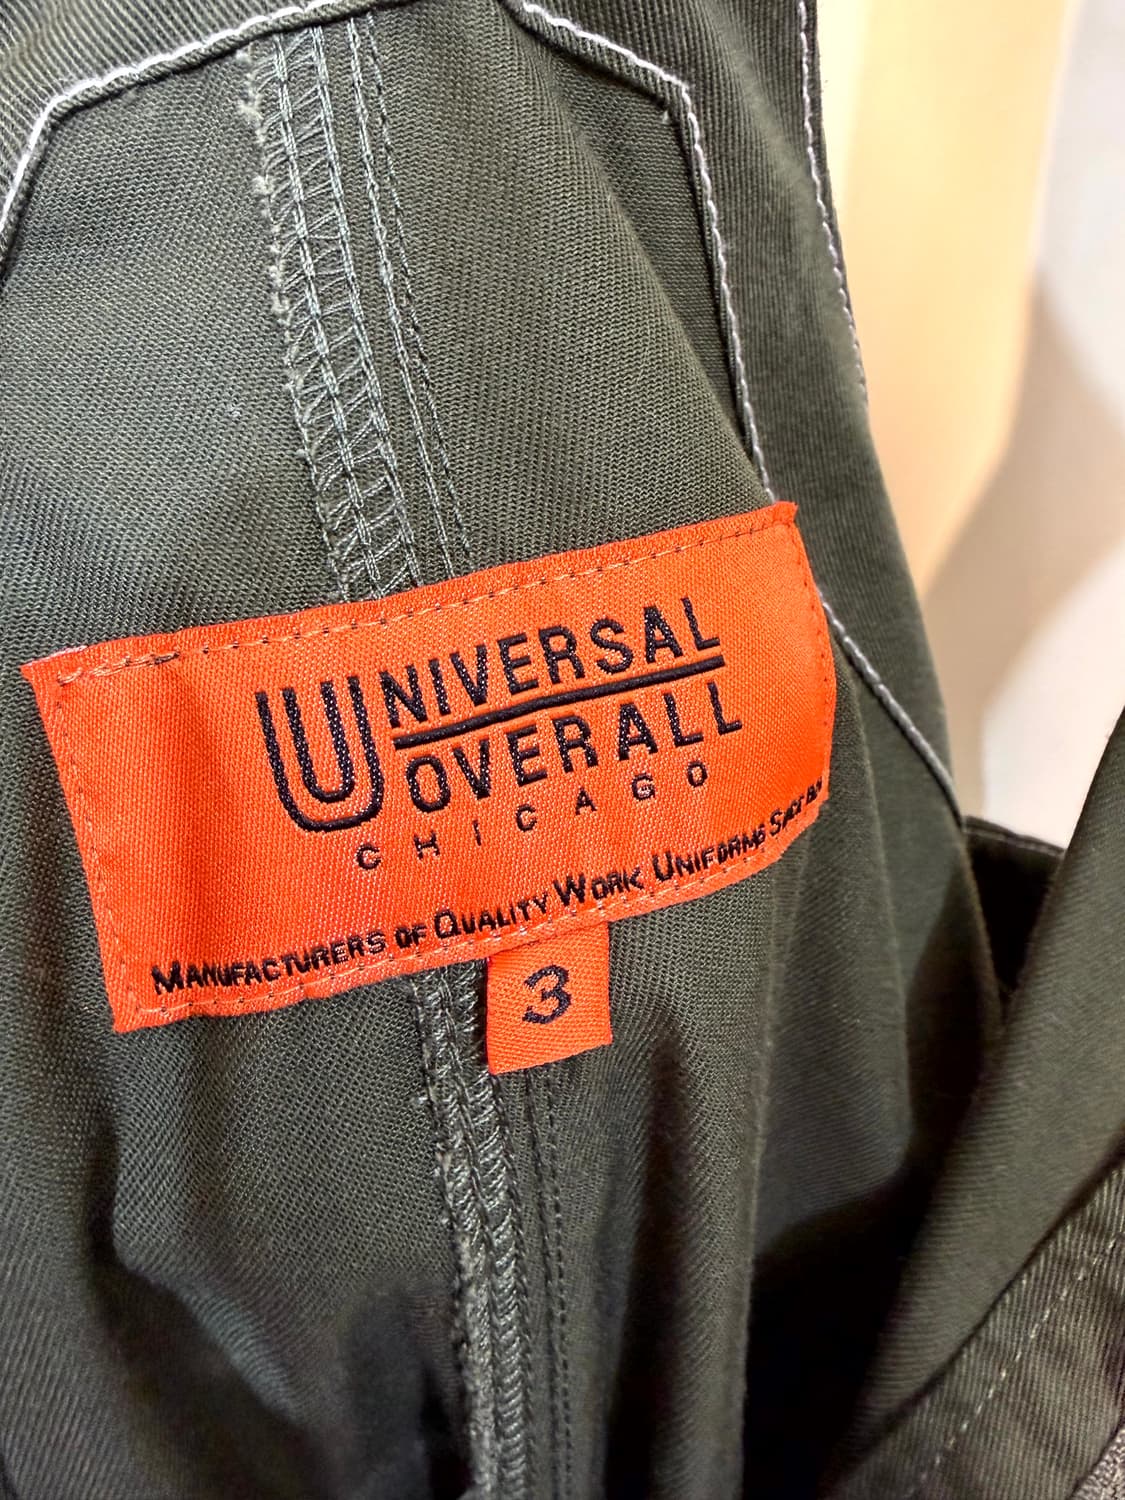 UNIVERSAL
OVERALL
CHICAGO
MANUFACTURERS OF QUALITY WORK UNIFORMS
3